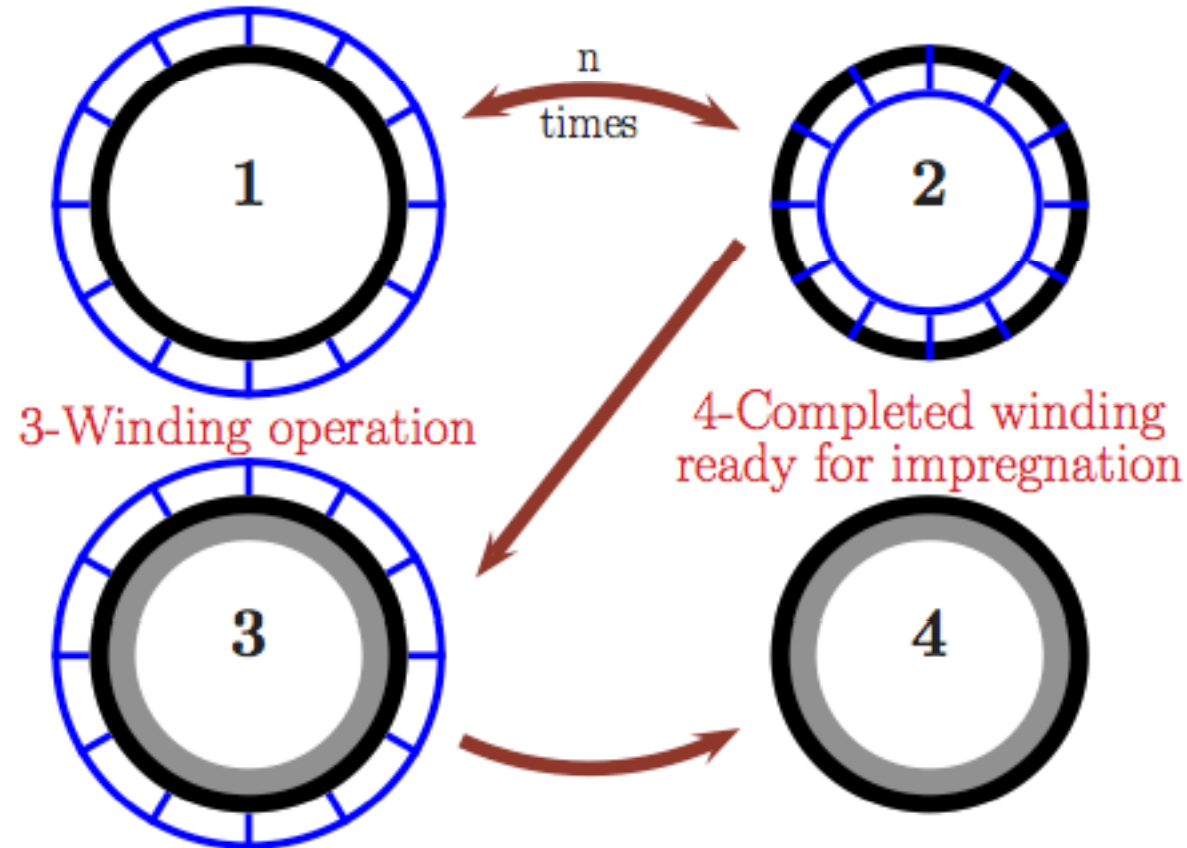 n
times
1
2
3-Winding operation
4-Completed winding
ready for impregnation
3
4